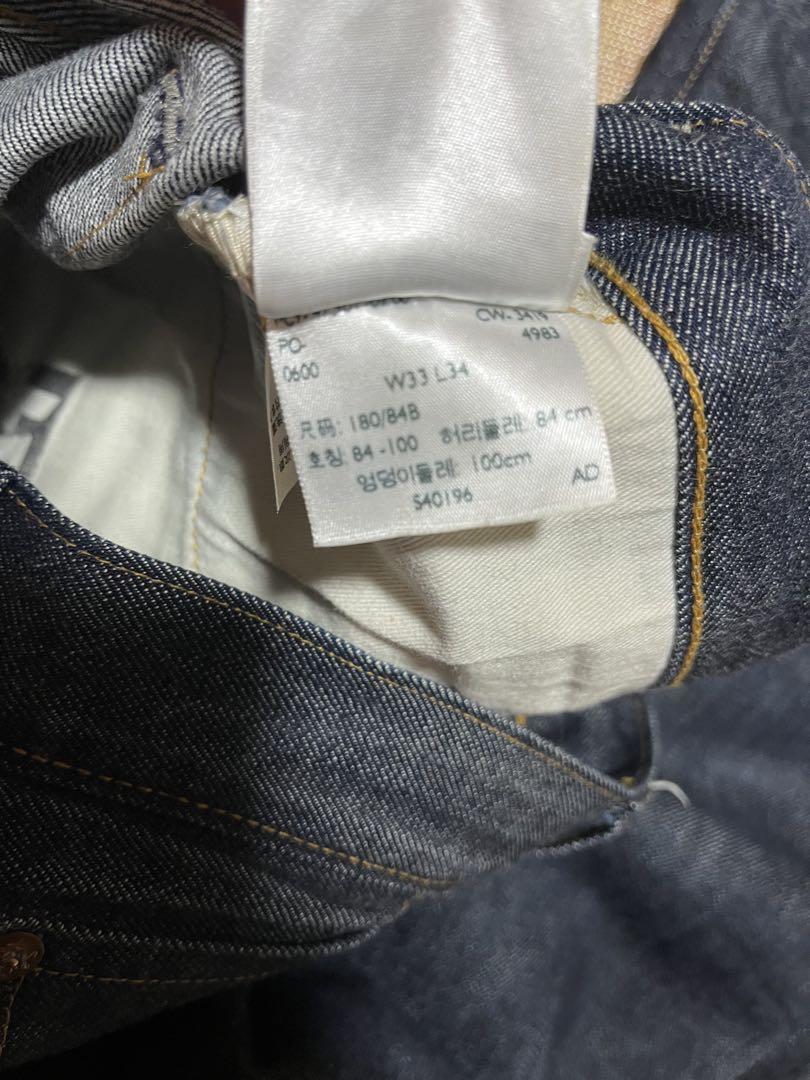 CW-3419
PO-
4983
0600
W33 L34
尺码: 180/84B
허리둘레: 84 cm
호칭: 84-100
엉덩이둘레: 100cm
AD
S40196